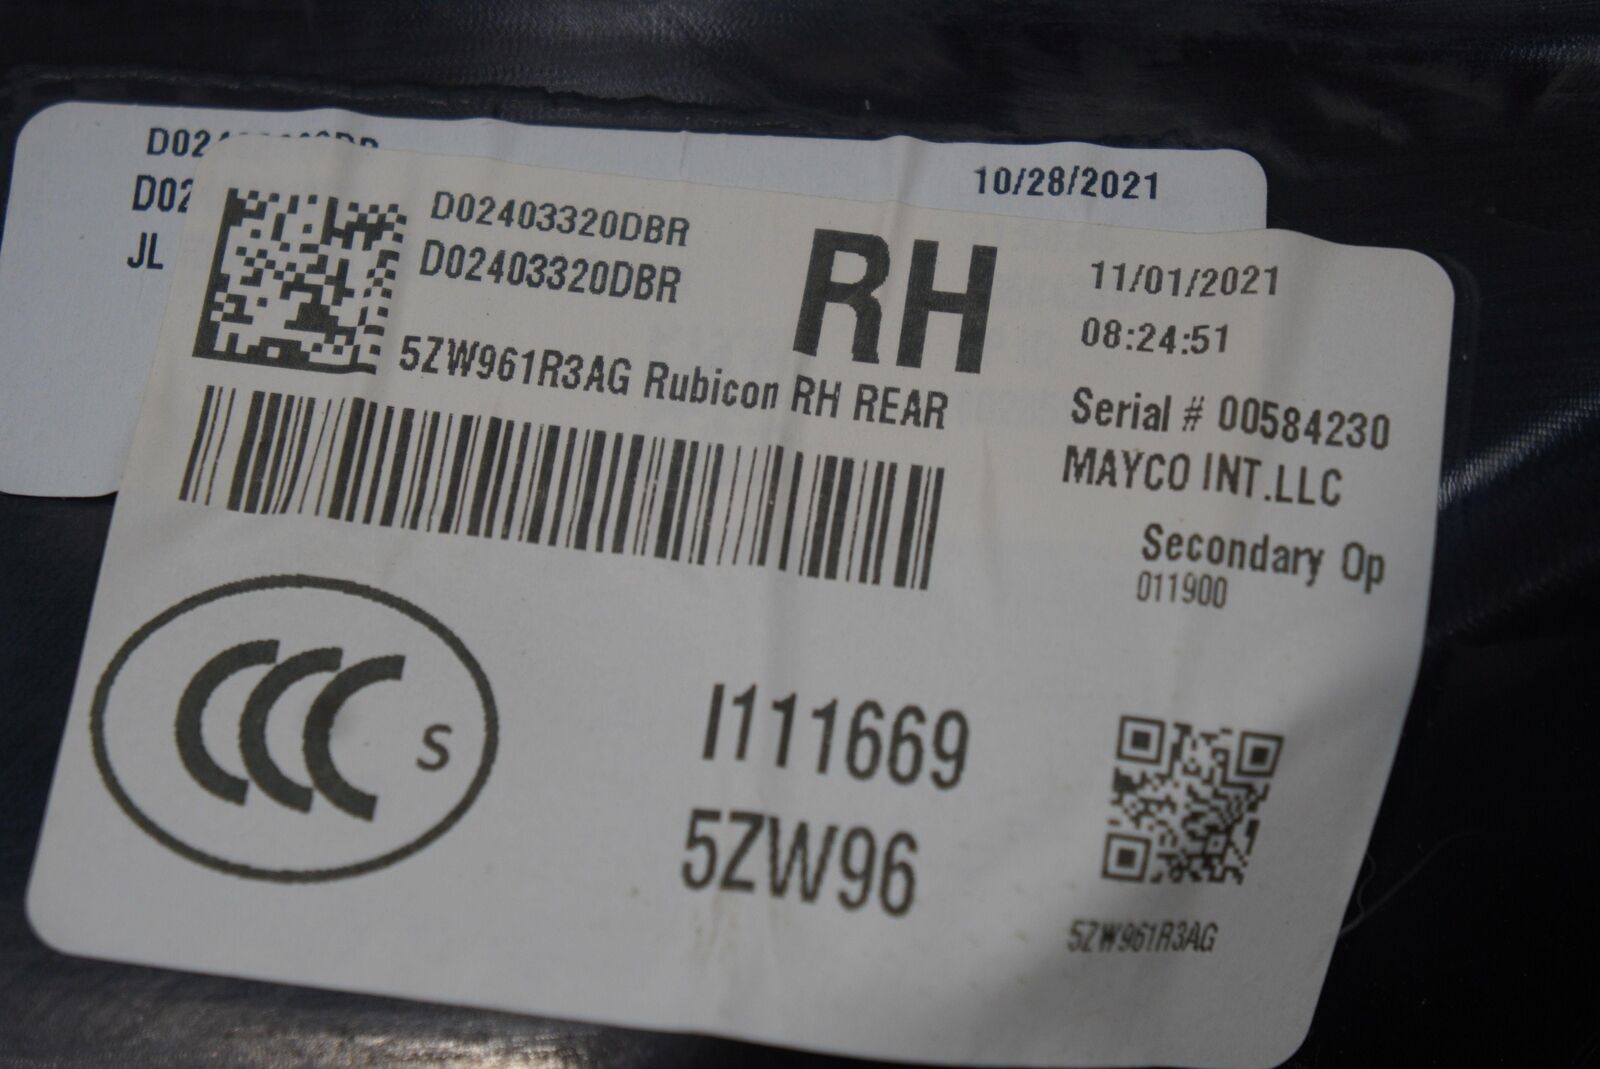 10/28/2021
D02
JL
D02403320DBR
D02403320DBR
RH
11/01/2021
08:24:51
5ZW961R3AG Rubicon RH REAR
Serial # 00584230
MAYCO INT.LLC
Secondary Op
011900
CCC S
I111669
5ZW96
5ZW961R3AG